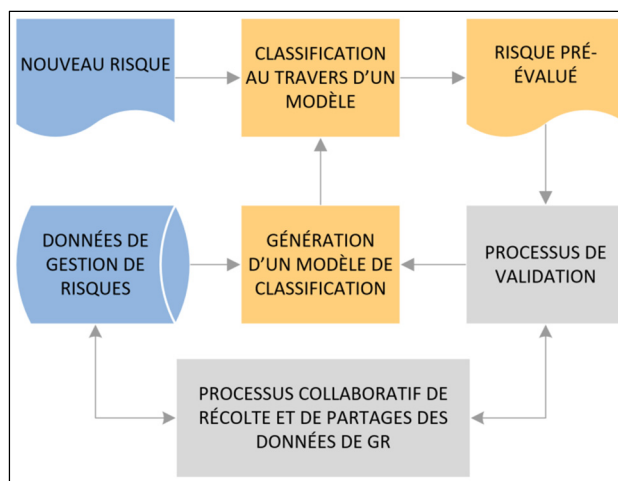 NOUVEAU RISQUE
CLASSIFICATION
AU TRAVERS D'UN
MODÈLE
RISQUE PRÉ-
ÉVALUÉ
DONNÉES DE
GESTION DE
RISQUES
GÉNÉRATION
D'UN MODÈLE DE
CLASSIFICATION
PROCESSUS DE
VALIDATION
PROCESSUS COLLABORATIF DE
RÉCOLTE ET DE PARTAGES DES
DONNÉES DE GR